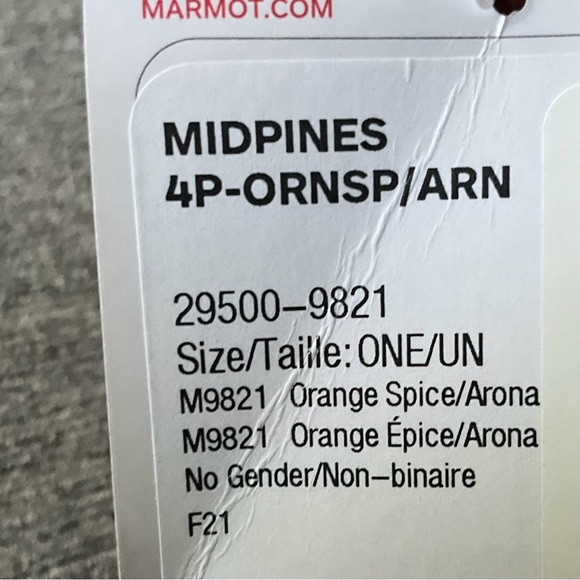 MARMOT.COM
MIDPINES
4P-ORNSP/ARN
29500-9821
Size/Taille: ONE/UN
M9821 Orange Spice/Arona
M9821 Orange Épice/Arona
No Gender/Non-binaire
F21